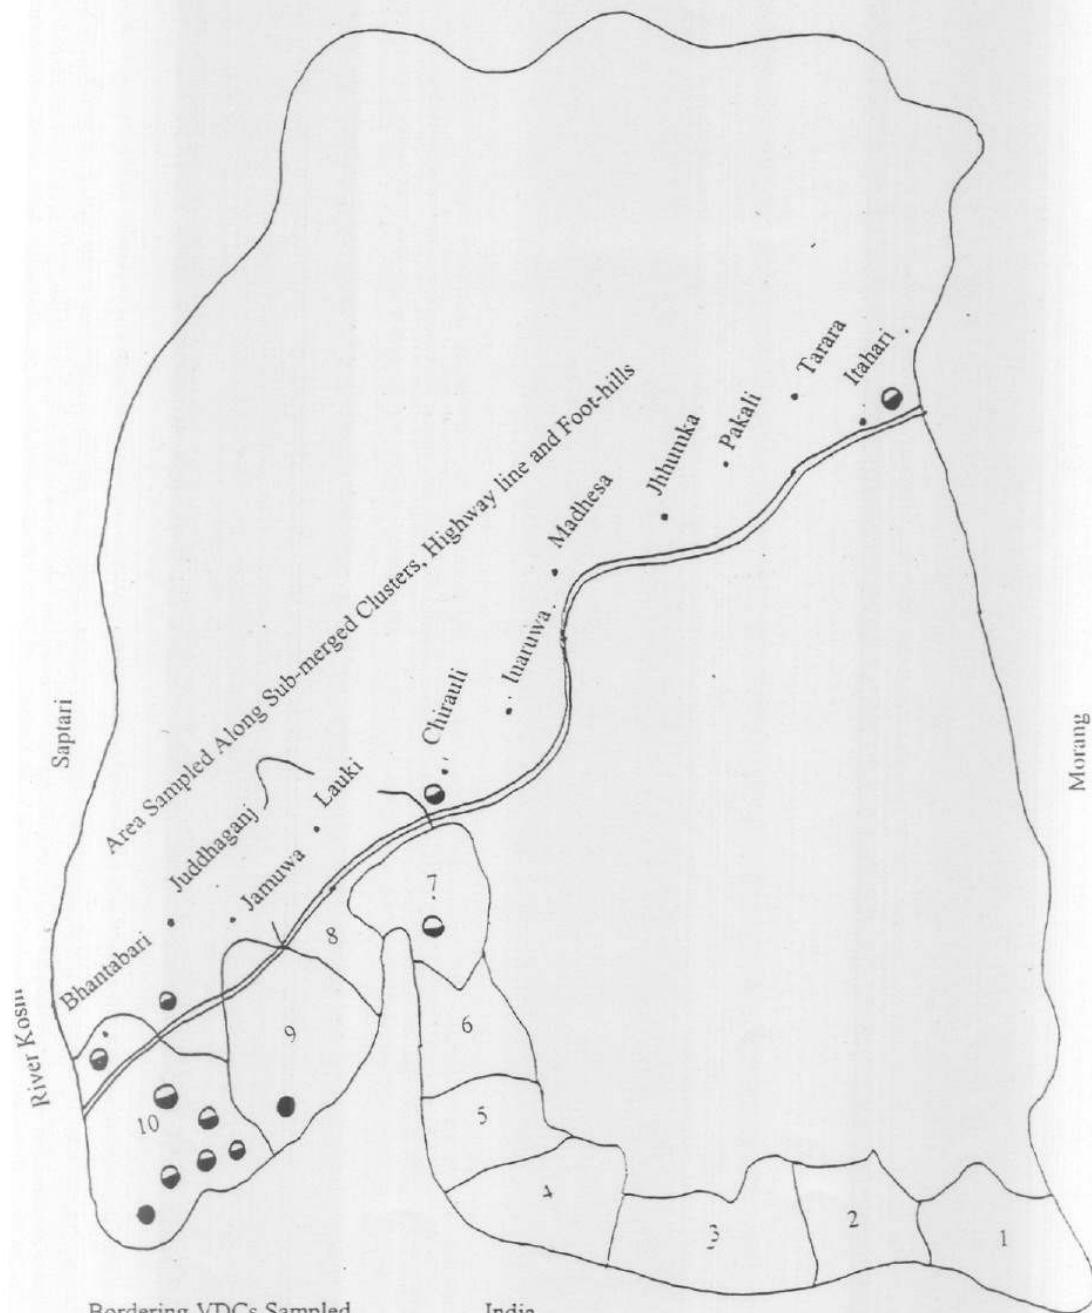 Area Sampled Along Sub-merged Clusters, Highway line and Foot-hills
Tarara
Itahari
Pakali
Jhhumka
Madhesa
Inaruwa
Chirauli
Lauki
Juddhaganj
Jamuwa
Bhantabari
Saptari
River Koshi
Morang
7
8
6
9
5
10
4
3
2
1
Bordering VDCs Sampled
India